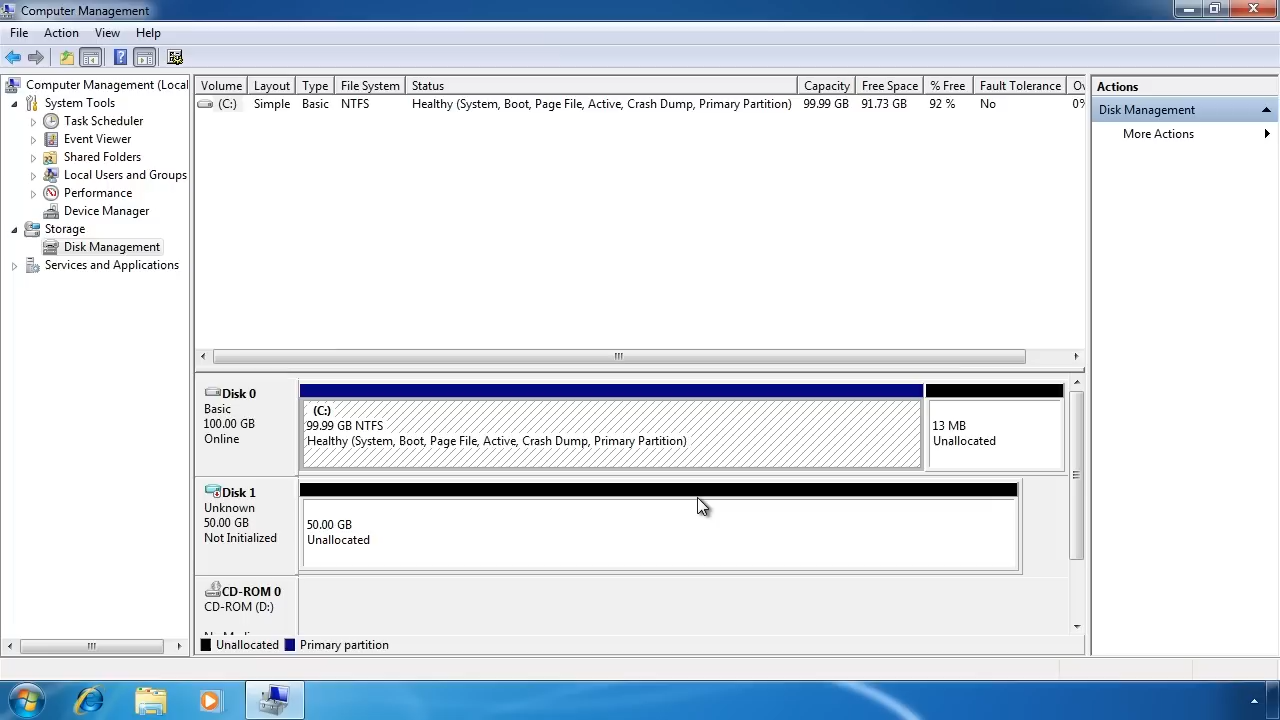 Computer Management
File Action View Help
Computer Management (Local
System Tools
Task Scheduler
Event Viewer
Shared Folders
Local Users and Groups
Performance
Device Manager
Storage
Disk Management
Services and Applications
Volume Layout Type File System Status Capacity Free Space % Free Fault Tolerance Ov
(C:) Simple Basic NTFS Healthy (System, Boot, Page File, Active, Crash Dump, Primary Partition) 99.99 GB 91.73 GB 92 % No 0%
Disk 0
Basic
100.00 GB
Online
(C:)
99.99 GB NTFS
Healthy (System, Boot, Page File, Active, Crash Dump, Primary Partition)
13 MB
Unallocated
Disk 1
Unknown
50.00 GB
Not Initialized
50.00 GB
Unallocated
CD-ROM 0
CD-ROM (D:)
Unallocated Primary partition
Actions
Disk Management
More Actions